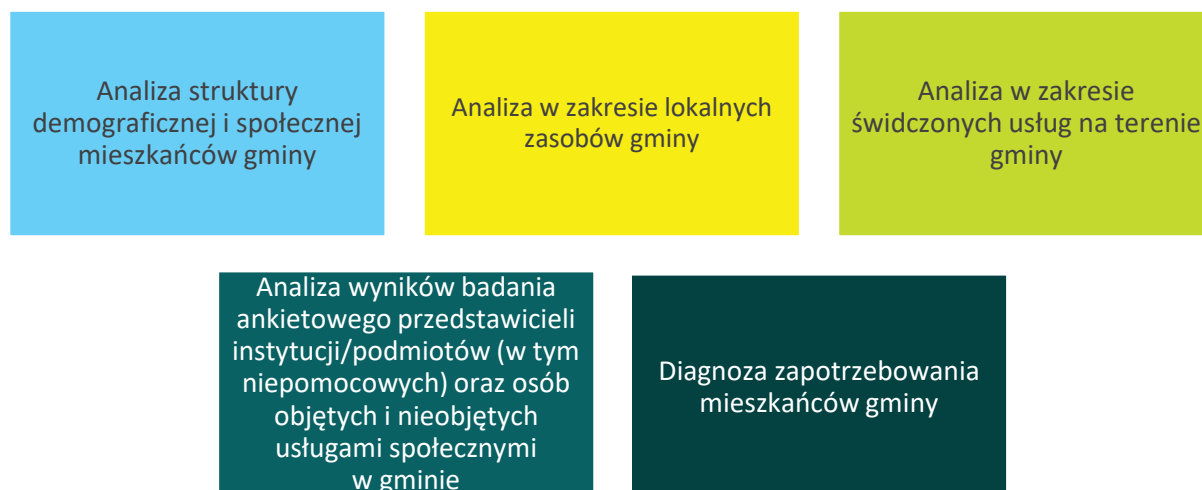 Analiza struktury
demograficznej i społecznej
mieszkańców gminy
Analiza w zakresie lokalnych
zasobów gminy
Analiza w zakresie
świdczonych usług na terenie
gminy
Analiza wyników badania
ankietowego przedstawicieli
instytucji/podmiotów (w tym
niepomocowych) oraz osób
objętych i nieobjętych
usługami społecznymi
w gminie
Diagnoza zapotrzebowania
mieszkańców gminy